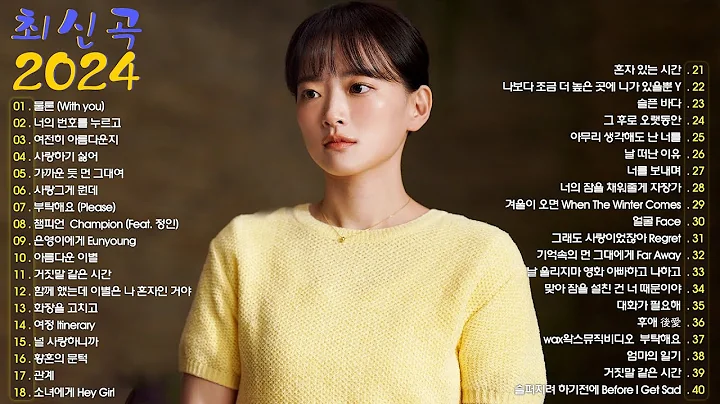 최신곡
2024
01 . 물론 (With you)
02 . 너의 번호를 누르고
03 . 여전히 아름다운지
04 . 사랑하기 싫어
05 . 가까운 듯 먼 그대여
06 . 사랑그게 뭔데
07 . 부탁해요 (Please)
08 . 챔피언 Champion (Feat. 정인)
09 . 은영이에게 Eunyoung
10 . 아름다운 이별
11 . 거짓말 같은 시간
12 . 함께 했는데 이별은 나 혼자인 거야
13 . 화장을 고치고
14 . 여정 Itinerary
15 . 널 사랑하니까
16 . 황혼의 문턱
17 . 관계
18 . 소녀에게 Hey Girl
혼자 있는 시간 . 21
나보다 조금 더 높은 곳에 니가 있을뿐 Y . 22
슬픈 바다 . 23
그 후로 오랫동안 . 24
아무리 생각해도 난 너를 . 25
날 떠난 이유 . 26
너를 보내며 . 27
너의 잠을 채워줄게 자장가 . 28
겨울이 오면 When The Winter Comes . 29
얼굴 Face . 30
그래도 사랑이었잖아 Regret . 31
기억속의 먼 그대에게 Far Away . 32
날 울리지마 영화 아빠하고 나하고 . 33
맞아 잠을 설친 건 너 때문이야 . 34
대화가 필요해 . 35
후애 後愛 . 36
wax왁스뮤직비디오 부탁해요 . 37
엄마의 일기 . 38
거짓말 같은 시간 . 39
슬퍼지려 하기전에 Before I Get Sad . 40